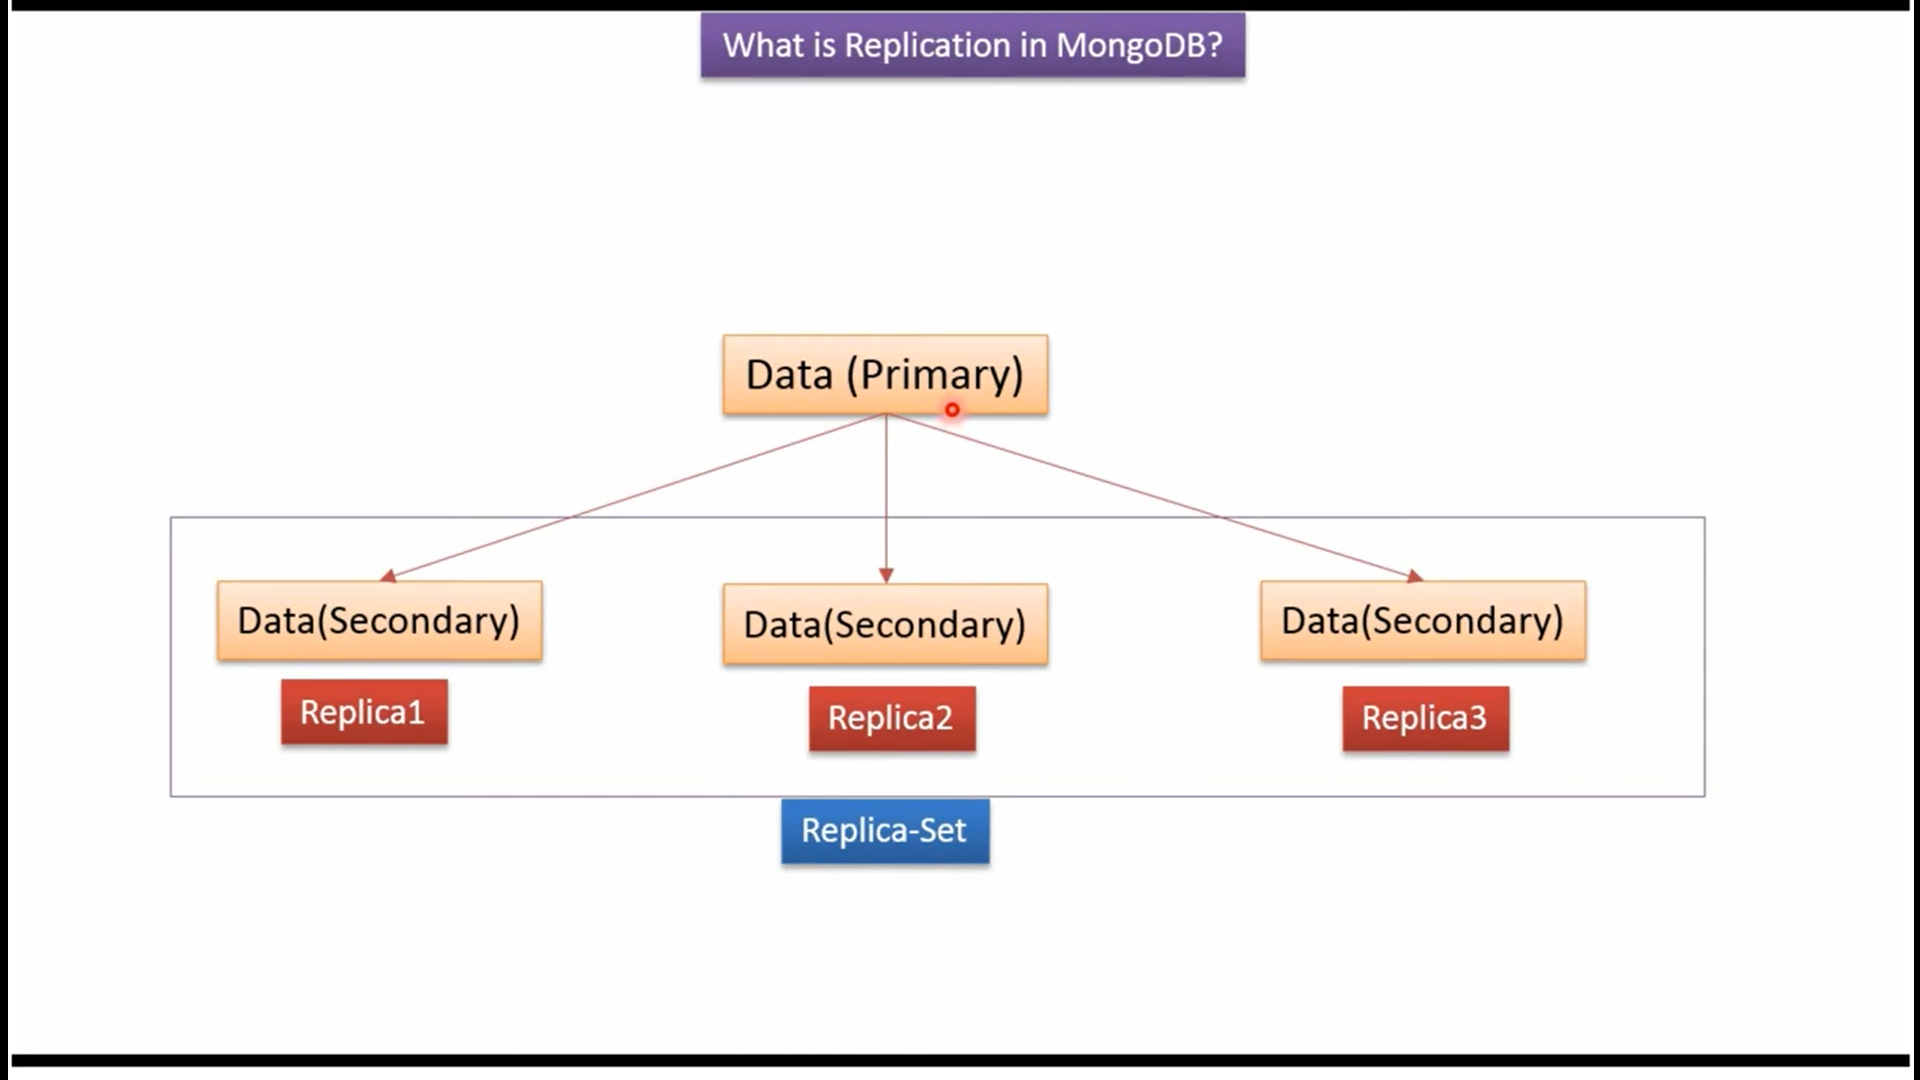 What is Replication in MongoDB?
Data (Primary)
Data(Secondary)
Data(Secondary)
Data(Secondary)
Replica1
Replica2
Replica3
Replica-Set